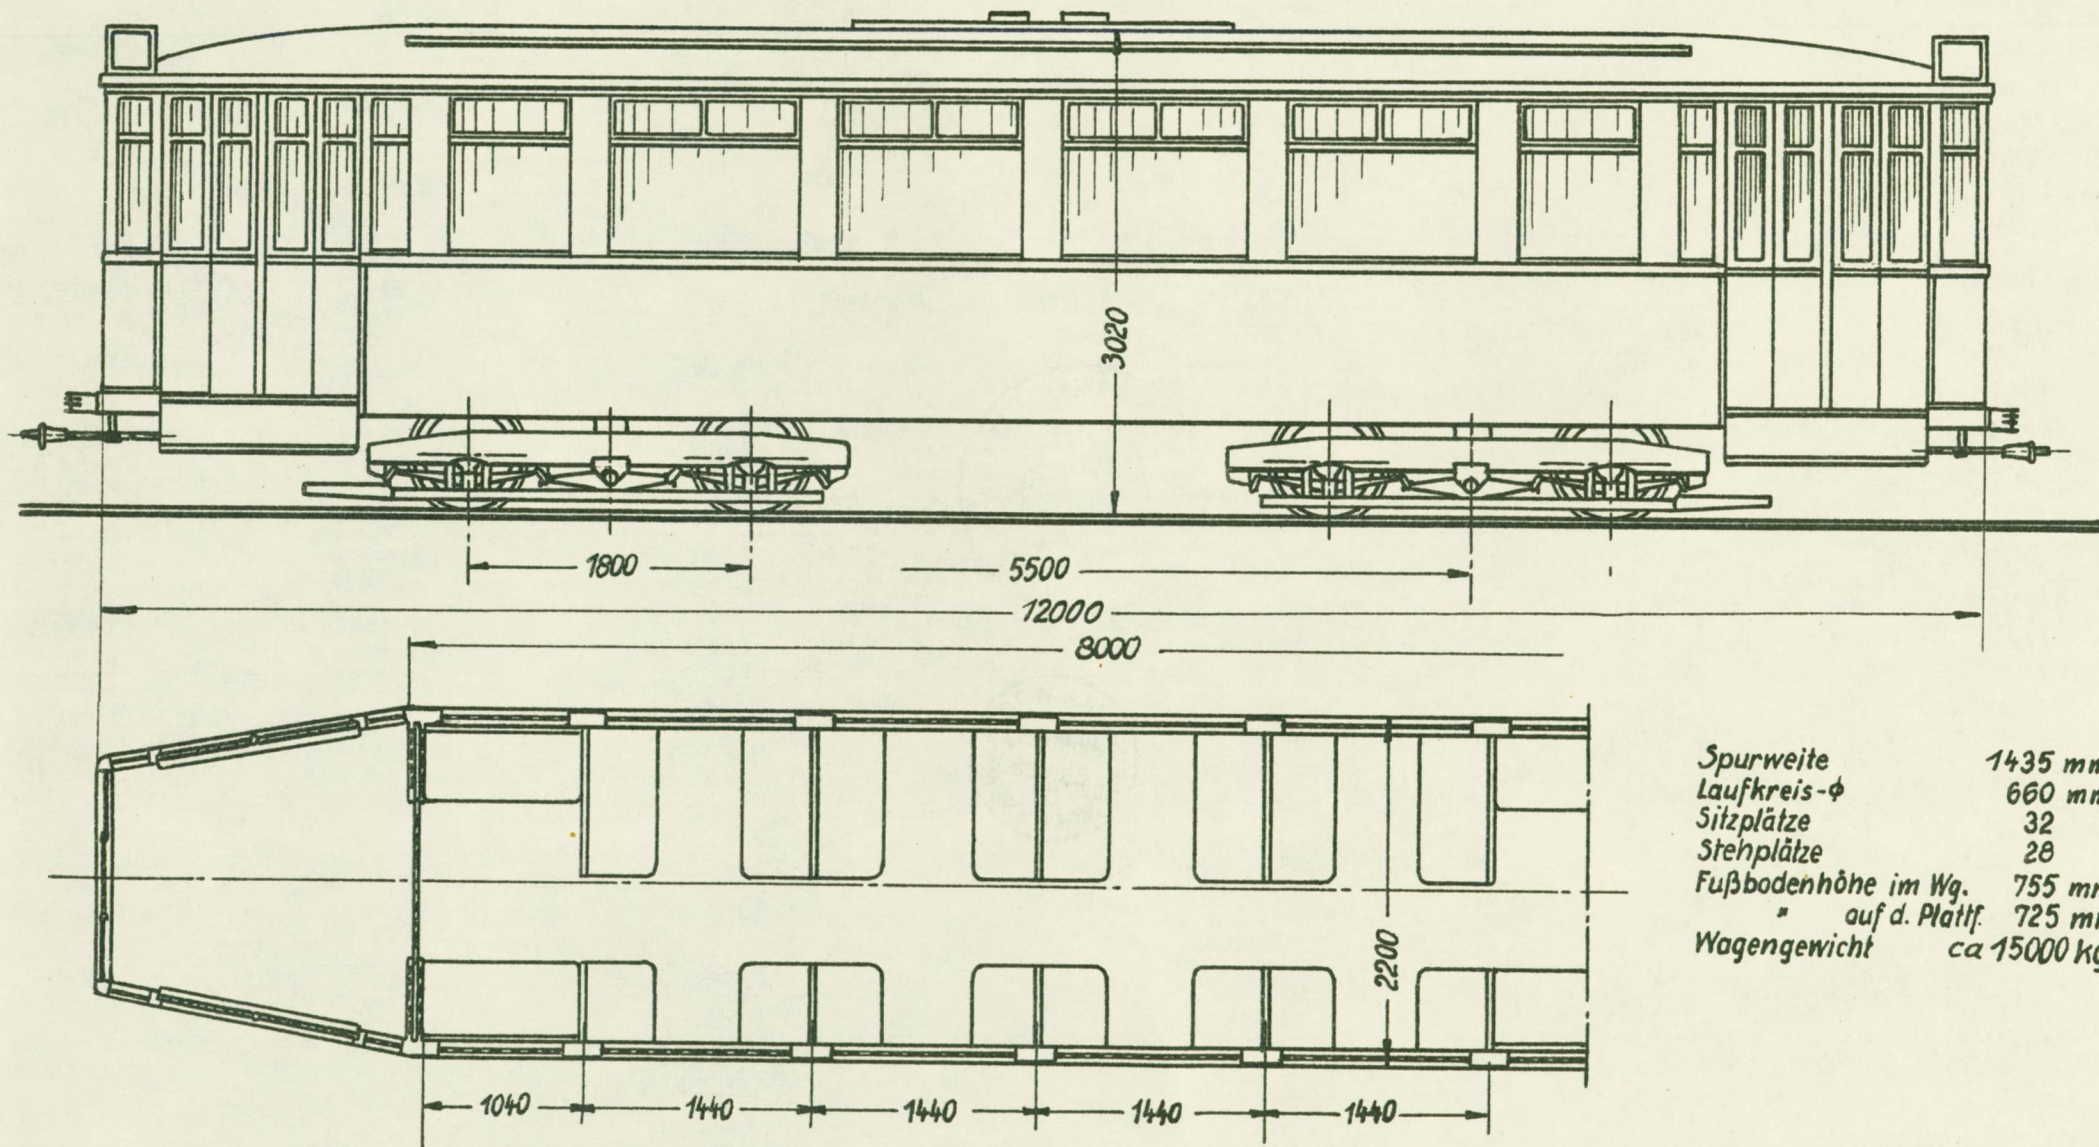 3020
1800
5500
12000
8000
2200
1040 1440 1440 1440 1440
Spurweite 1435 mm
Laufkreis-ϕ 660 mm
Sitzplätze 32
Stehplätze 28
Fußbodenhöhe im Wg. 755 mm
" auf d. Plattf. 725 mm
Wagengewicht ca 15000 kg